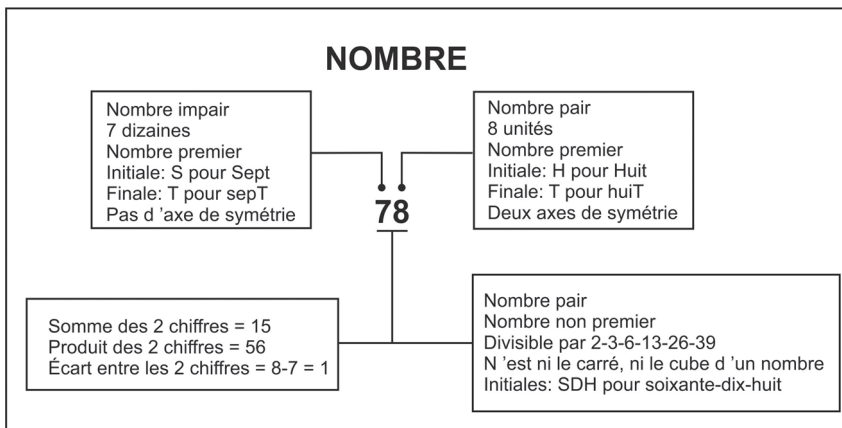 NOMBRE
Nombre impair
7 dizaines
Nombre premier
Initiale: S pour Sept
Finale: T pour sepT
Pas d ’axe de symétrie
Nombre pair
8 unités
Nombre premier
Initiale: H pour Huit
Finale: T pour huiT
Deux axes de symétrie
78
Somme des 2 chiffres = 15
Produit des 2 chiffres = 56
Écart entre les 2 chiffres = 8-7 = 1
Nombre pair
Nombre non premier
Divisible par 2-3-6-13-26-39
N ’est ni le carré, ni le cube d ’un nombre
Initiales: SDH pour soixante-dix-huit